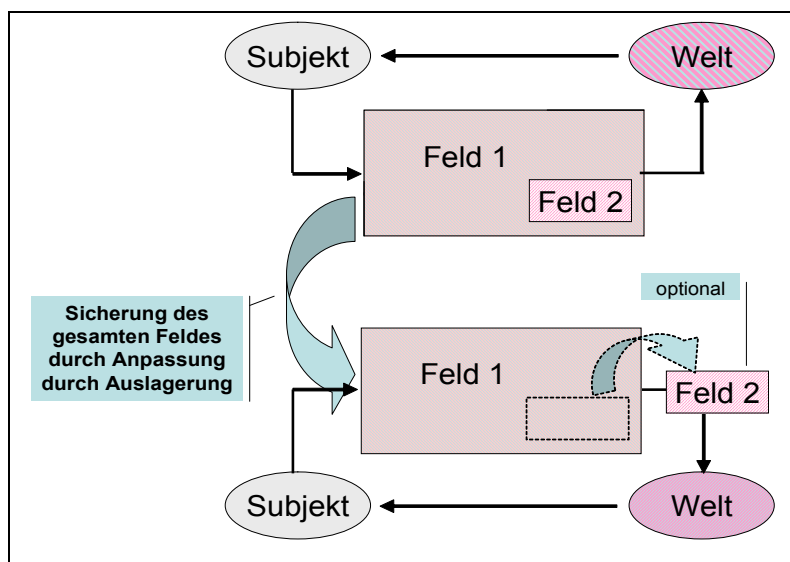 Subjekt
Welt
Feld 1
Feld 2
optional
Sicherung des
gesamten Feldes
durch Anpassung
durch Auslagerung
Feld 1
Feld 2
Subjekt
Welt